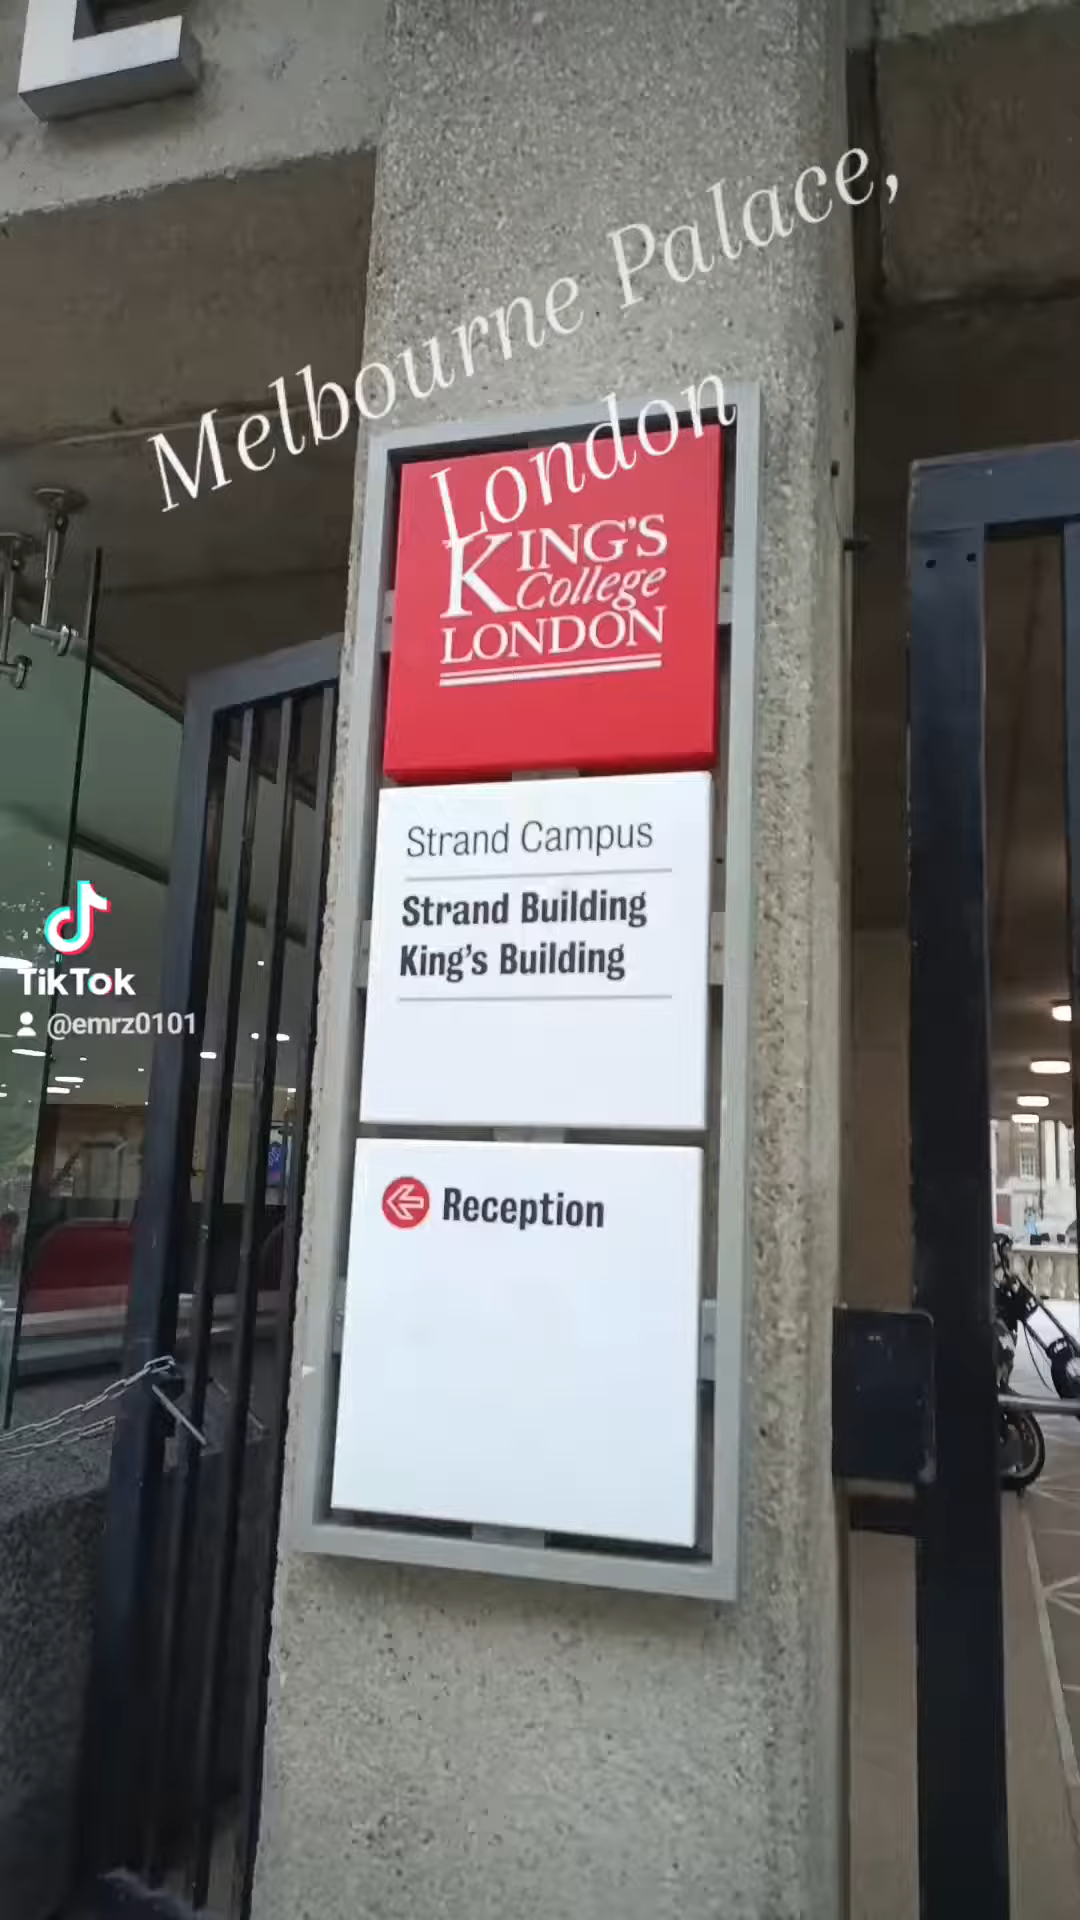 E
Melbourne Palace,
London
KING'S
College
LONDON
Strand Campus
Strand Building
King's Building
Reception
TikTok
@emrz0101